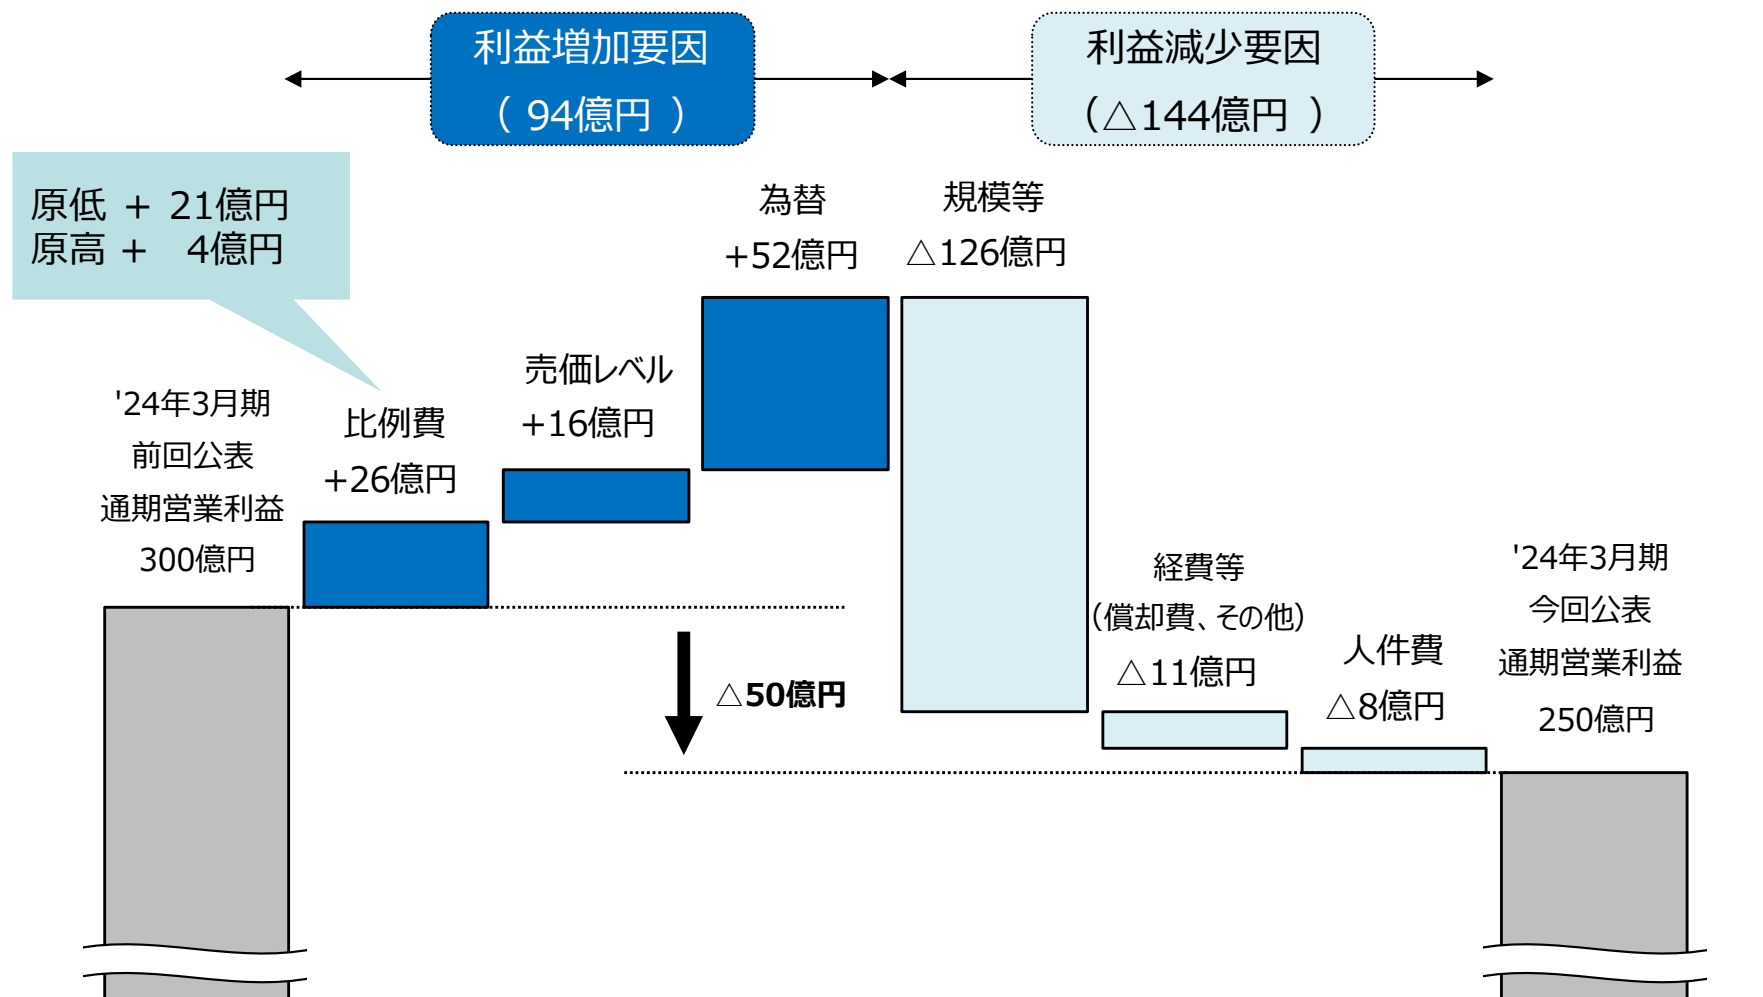 利益増加要因
( 94億円 )
利益減少要因
(△144億円 )
原低 + 21億円
原高 + 4億円
為替
+52億円
規模等
△126億円
売価レベル
+16億円
比例費
+26億円
'24年3月期
前回公表
通期営業利益
300億円
△50億円
経費等
(償却費、その他)
△11億円
人件費
△8億円
'24年3月期
今回公表
通期営業利益
250億円